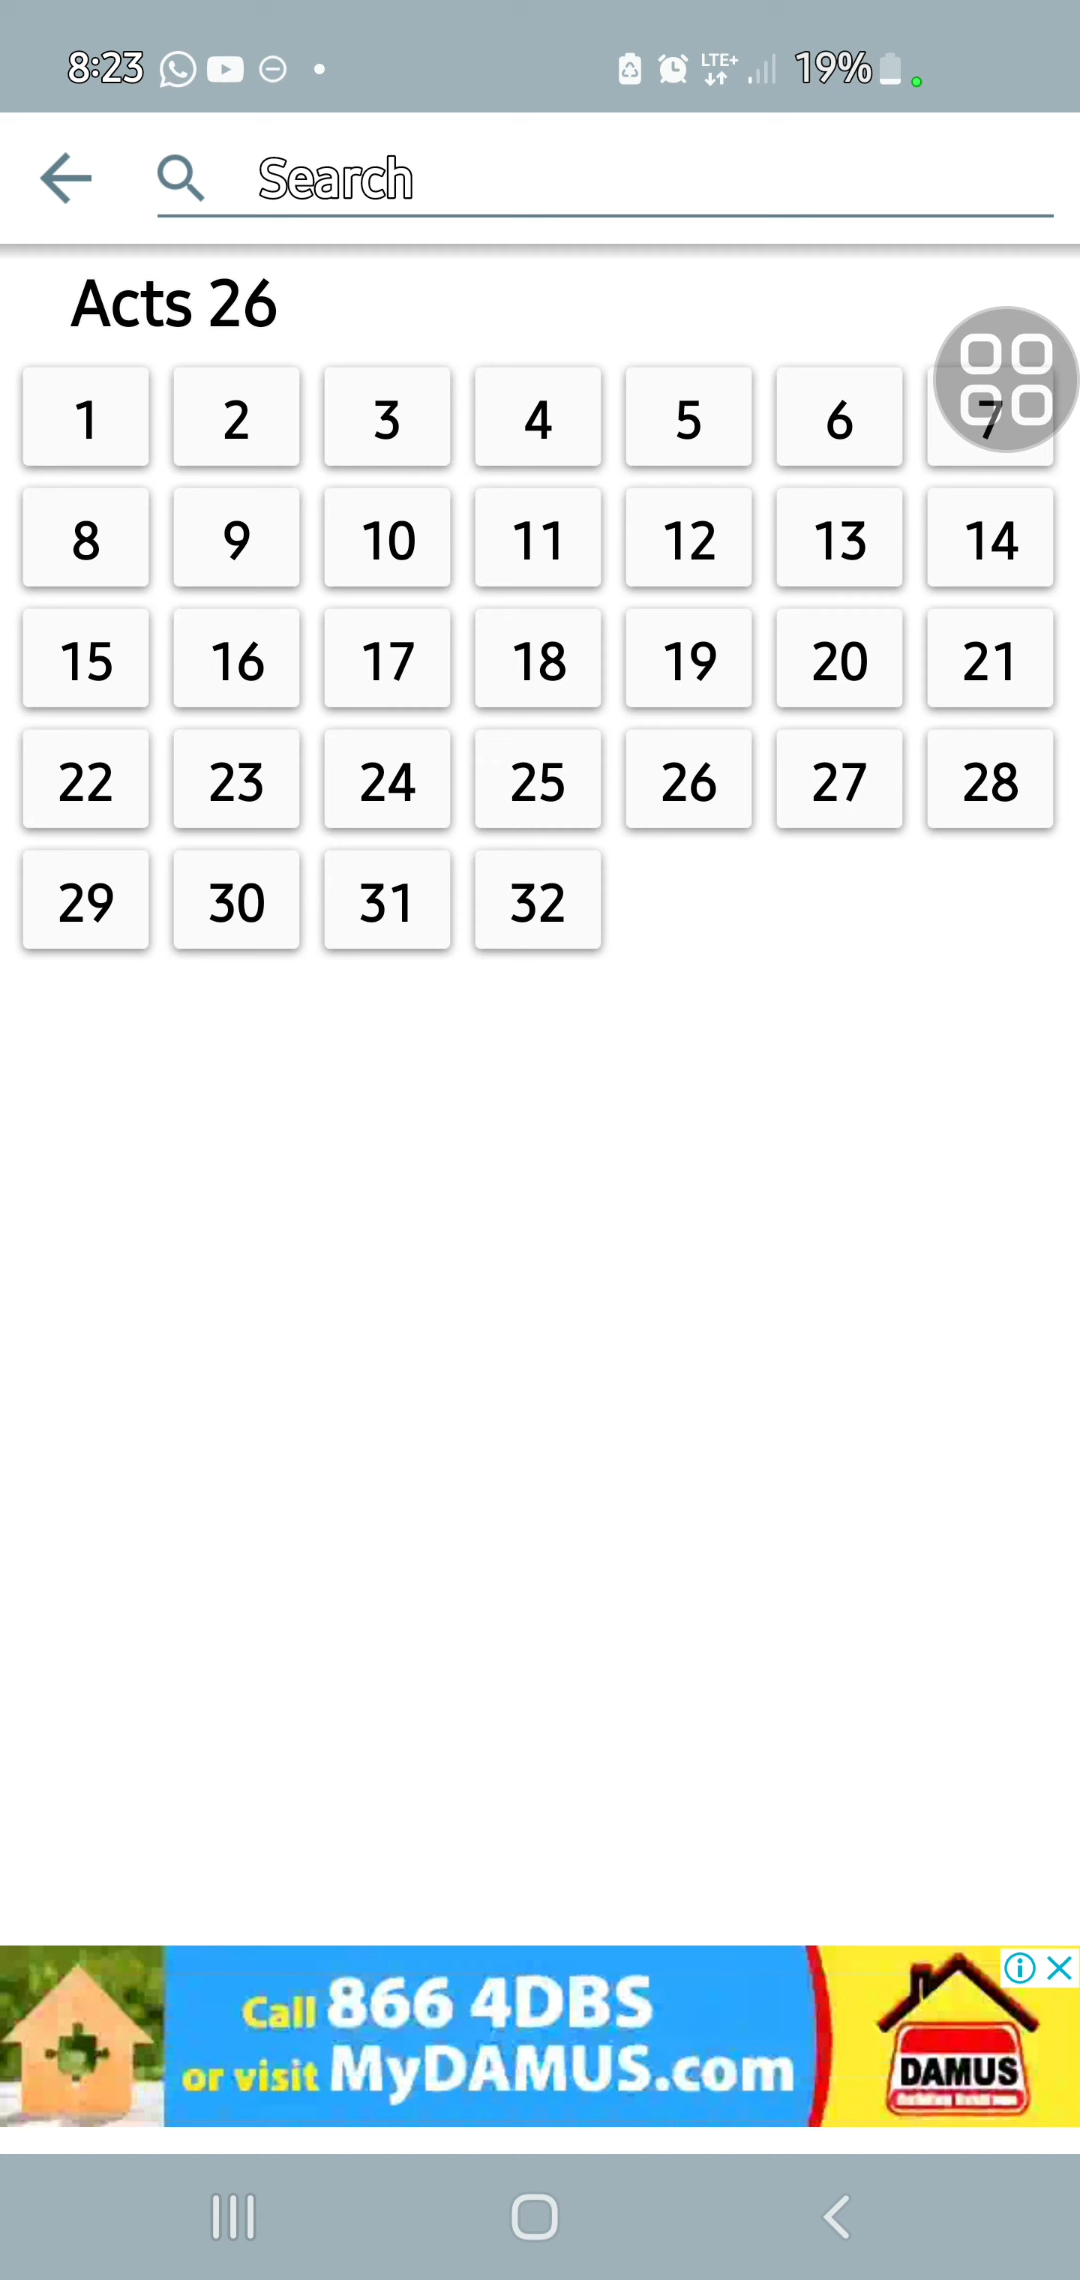 8:23 LTE+ 19%
Search
Acts 26
1 2 3 4 5 6 7
8 9 10 11 12 13 14
15 16 17 18 19 20 21
22 23 24 25 26 27 28
29 30 31 32
Call 866 4DBS
or visit MyDAMUS.com
DAMUS